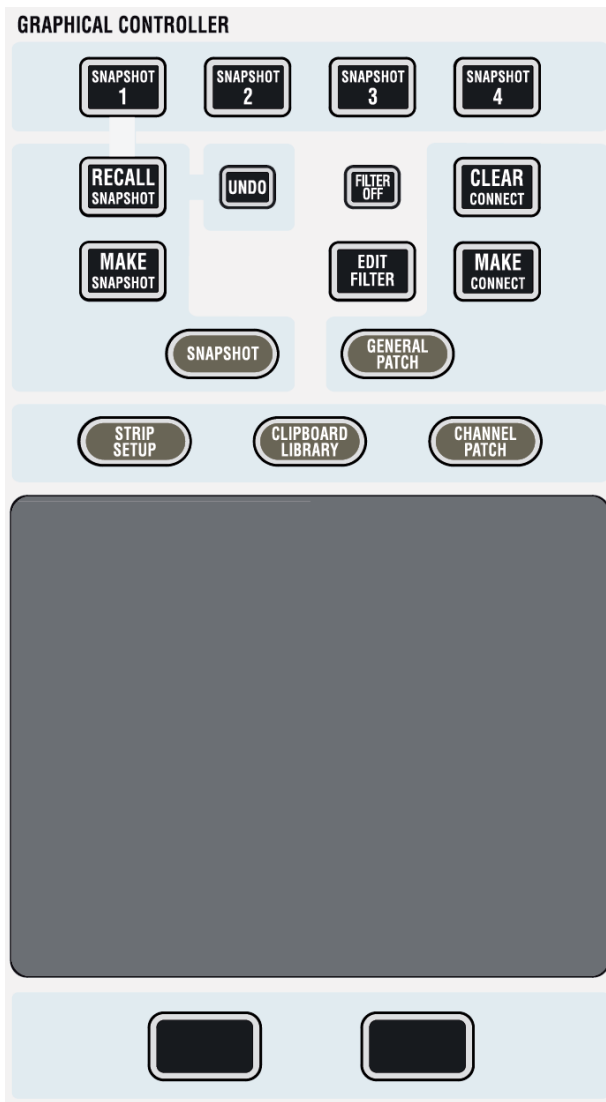 GRAPHICAL CONTROLLER
SNAPSHOT
1
SNAPSHOT
2
SNAPSHOT
3
SNAPSHOT
4
RECALL
SNAPSHOT
UNDO
FILTER
OFF
CLEAR
CONNECT
MAKE
SNAPSHOT
EDIT
FILTER
MAKE
CONNECT
SNAPSHOT
GENERAL
PATCH
STRIP
SETUP
CLIPBOARD
LIBRARY
CHANNEL
PATCH